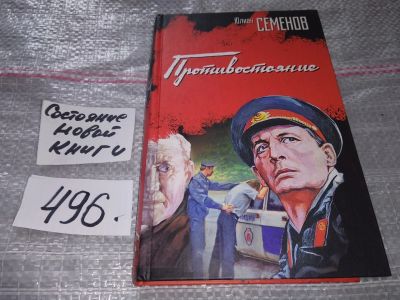 Юлиан СЕМЕНОВ
Противостояние
Состояние
новой
книги
496.